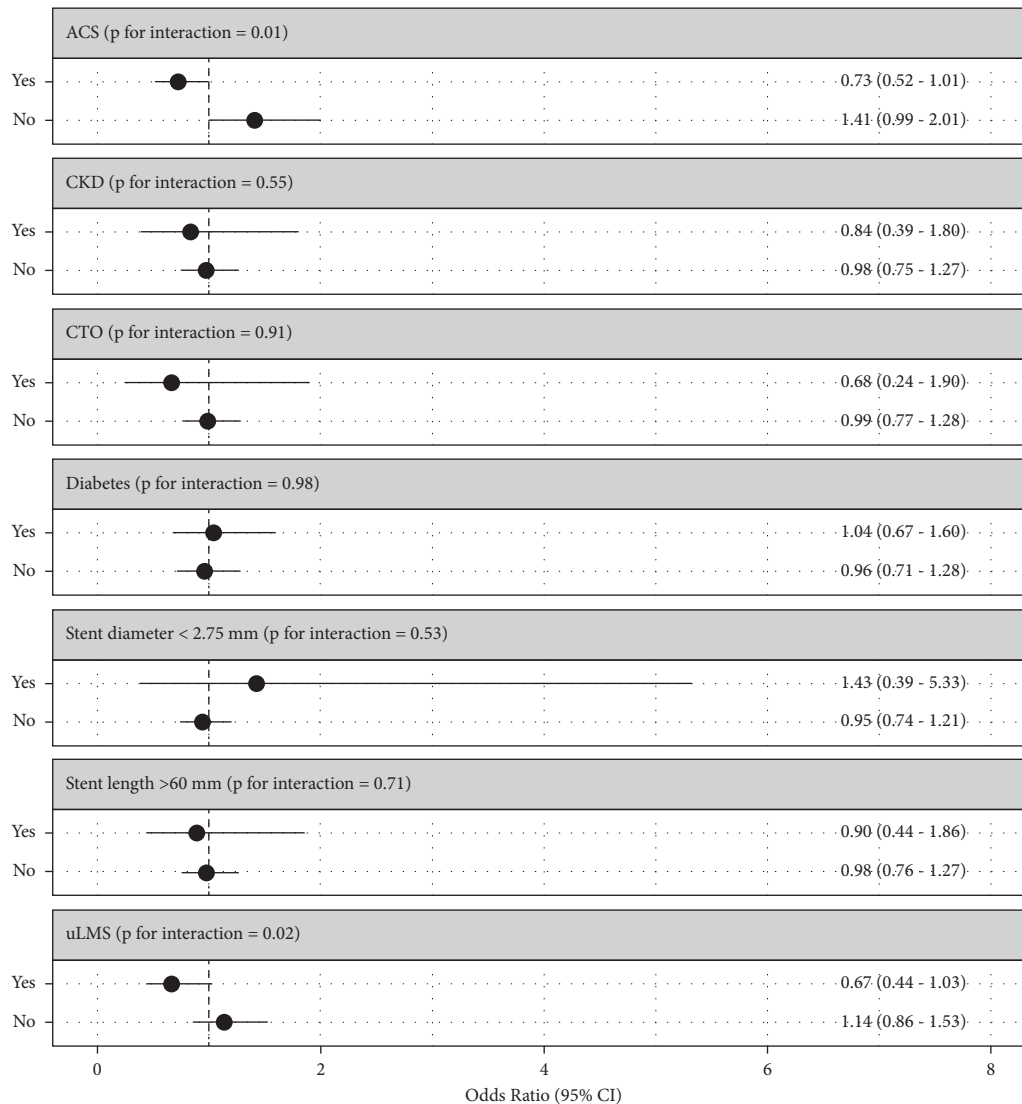 ACS (p for interaction = 0.01)
Yes 0.73 (0.52 - 1.01)
No 1.41 (0.99 - 2.01)
CKD (p for interaction = 0.55)
Yes 0.84 (0.39 - 1.80)
No 0.98 (0.75 - 1.27)
CTO (p for interaction = 0.91)
Yes 0.68 (0.24 - 1.90)
No 0.99 (0.77 - 1.28)
Diabetes (p for interaction = 0.98)
Yes 1.04 (0.67 - 1.60)
No 0.96 (0.71 - 1.28)
Stent diameter < 2.75 mm (p for interaction = 0.53)
Yes 1.43 (0.39 - 5.33)
No 0.95 (0.74 - 1.21)
Stent length >60 mm (p for interaction = 0.71)
Yes 0.90 (0.44 - 1.86)
No 0.98 (0.76 - 1.27)
uLMS (p for interaction = 0.02)
Yes 0.67 (0.44 - 1.03)
No 1.14 (0.86 - 1.53)
0 2 4 6 8
Odds Ratio (95% CI)